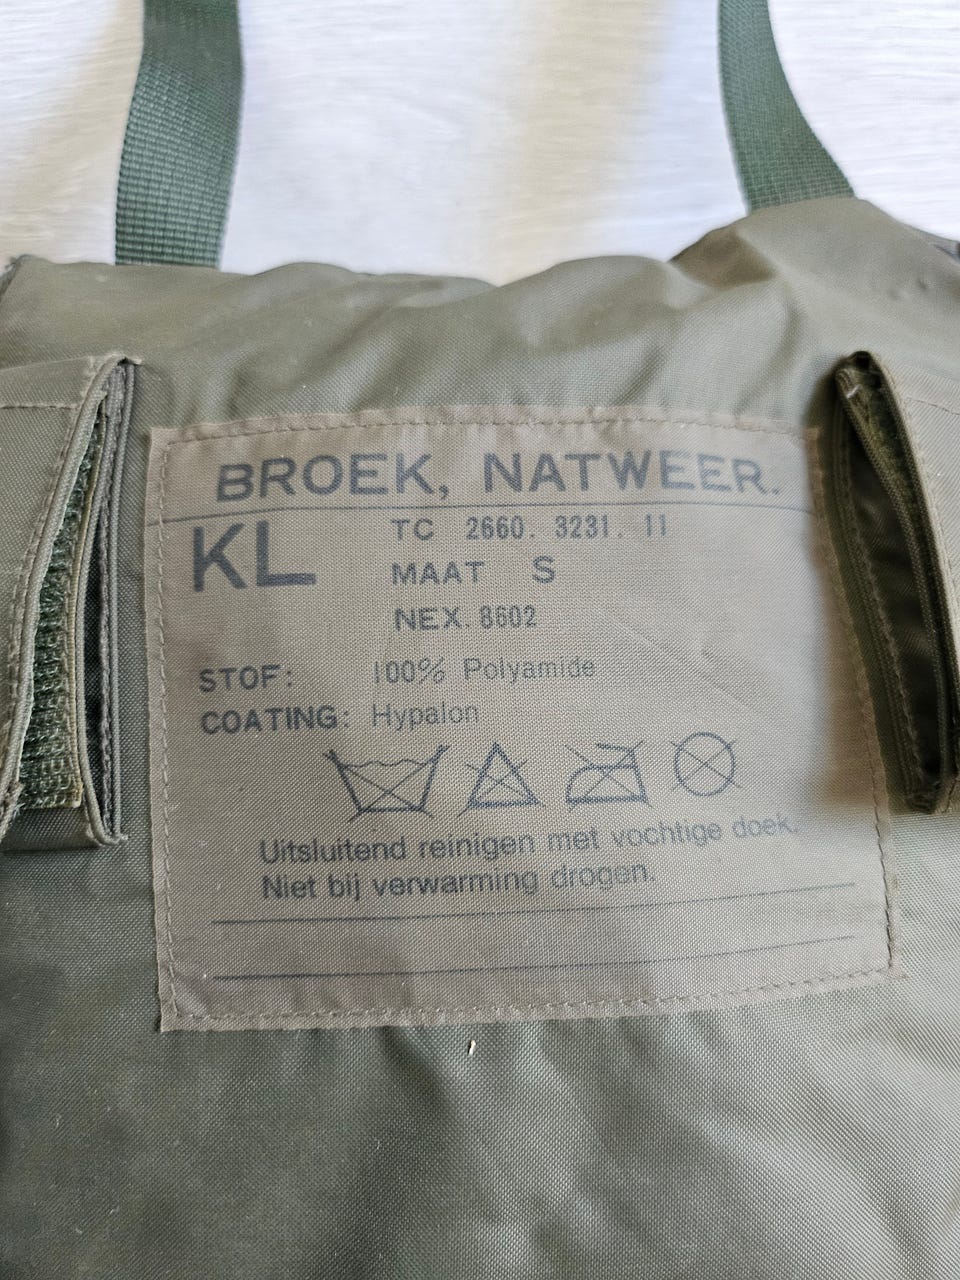 BROEK, NATWEER.
KL
TC 2660. 3231. 11
MAAT S
NEX. 8602
STOF: 100% Polyamide
COATING: Hypalon
Uitsluitend reinigen met vochtige doek.
Niet bij verwarming drogen.